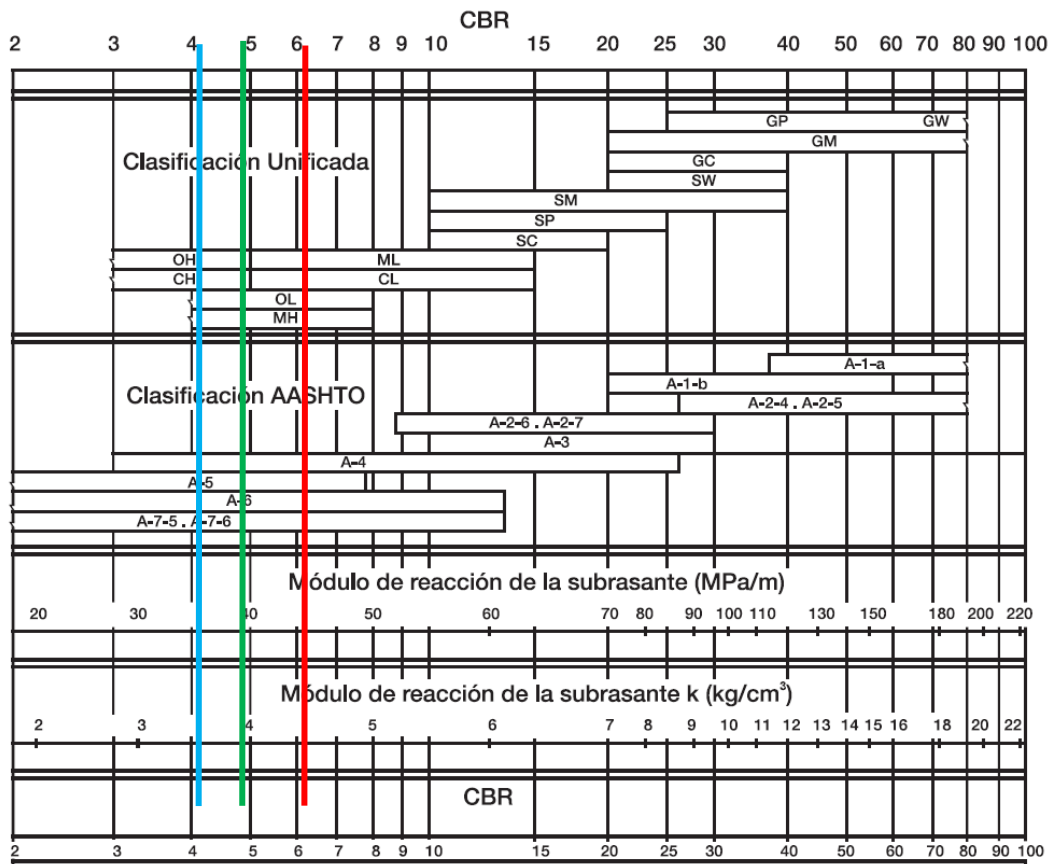 CBR
2 3 4 5 6 7 8 9 10 15 20 25 30 40 50 60 70 80 90 100
GP GW
GM
Clasificación Unificada GC
SW
SM
SP
SC
OH ML
CH CL
OL
MH
A-1-a
Clasificación AASHTO A-1-b
A-2-4 . A-2-5
A-2-6 . A-2-7
A-3
A-4
A-5
A-6
A-7-5 . A-7-6
Módulo de reacción de la subrasante (MPa/m)
20 30 40 50 60 70 80 90 100 110 130 150 180 200 220
Módulo de reacción de la subrasante k (kg/cm³)
2 3 4 5 6 7 8 9 10 11 12 13 14 15 16 18 20 22
CBR
2 3 4 5 6 7 8 9 10 15 20 25 30 40 50 60 70 80 90 100